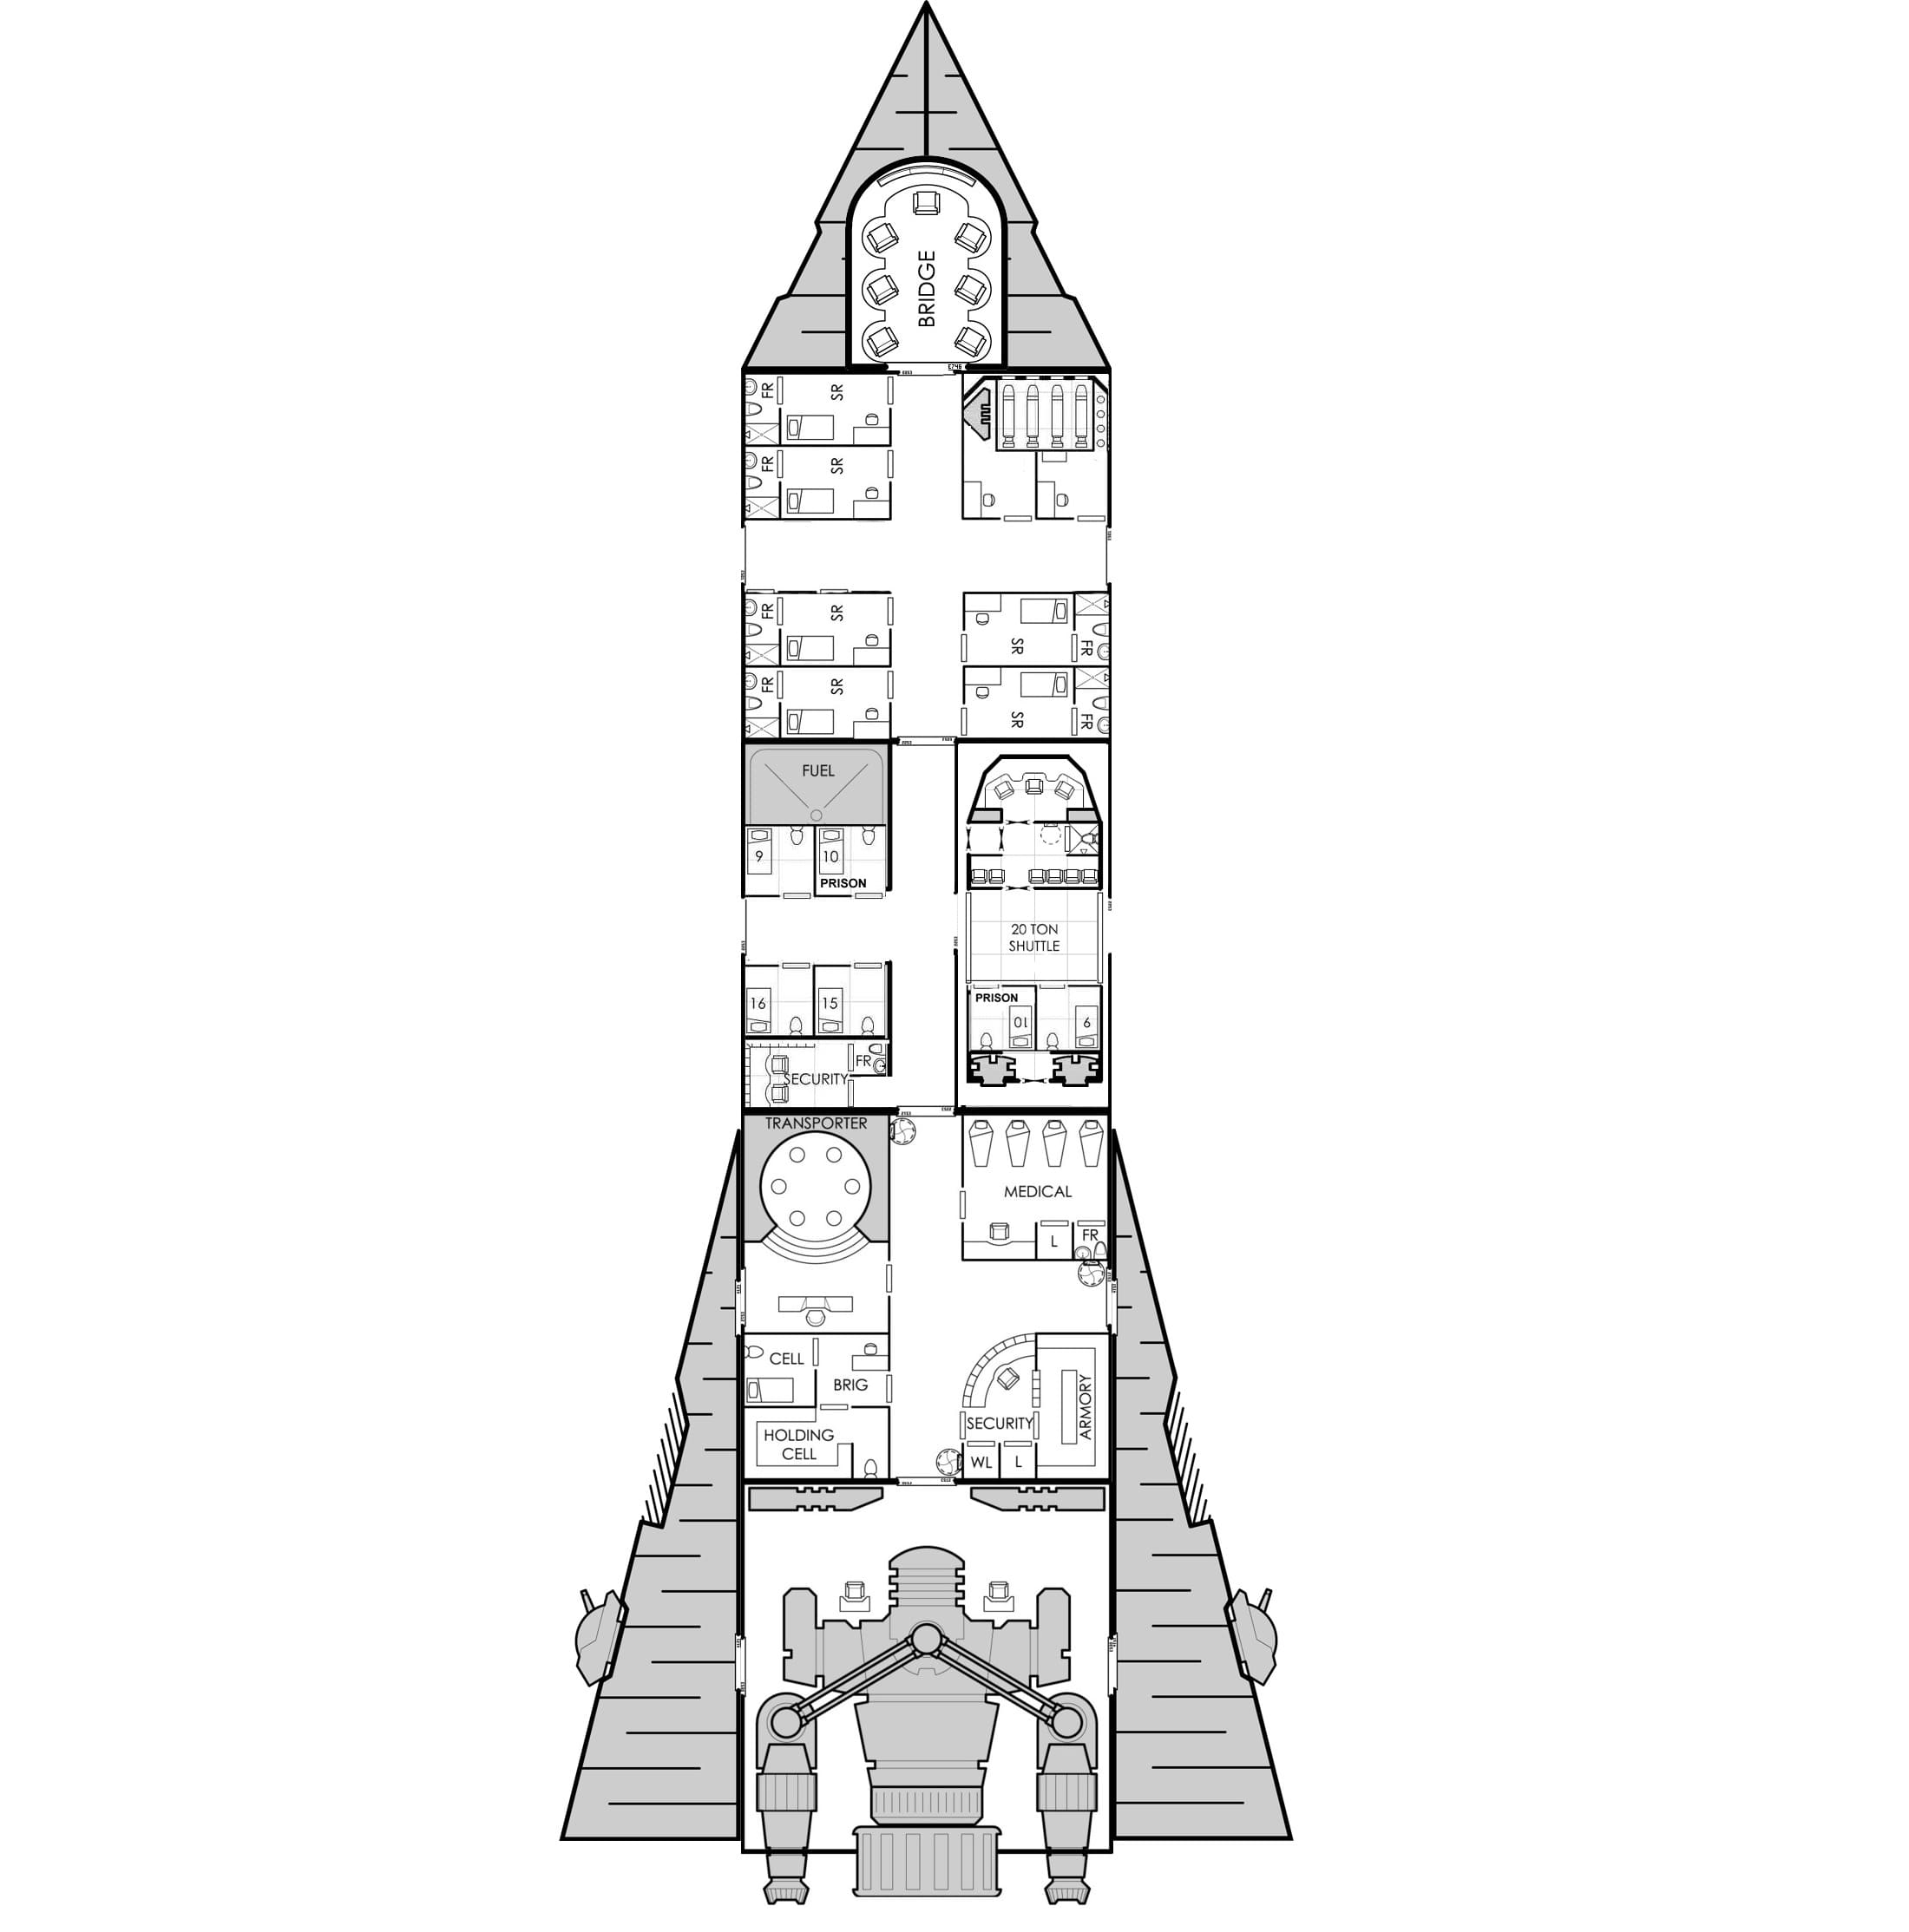 BRIDGE
FR
SR
FR
SR
FR
SR
SR
FR
FR
SR
SR
FR
FUEL
9
10
PRISON
20 TON
SHUTTLE
16
15
PRISON
10
9
FR
SECURITY
TRANSPORTER
MEDICAL
L
FR
CELL
BRIG
ARMORY
SECURITY
HOLDING
CELL
WL
L